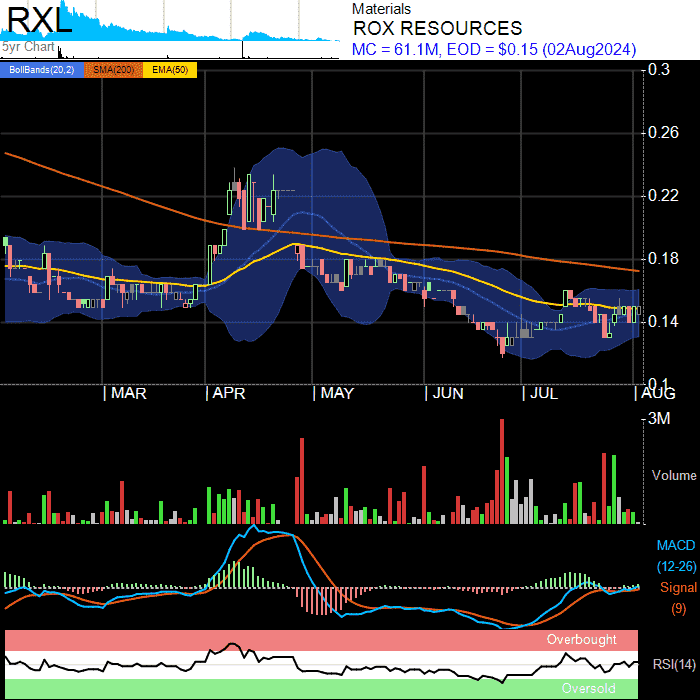 RXL
5yr Chart
Materials
ROX RESOURCES
MC = 61.1M, EOD = $0.15 (02Aug2024)
BollBands(20,2) SMA(200) EMA(50)
0.3
0.26
0.22
0.18
0.14
0.1
MAR APR MAY JUN JUL AUG
3M
Volume
MACD
(12-26)
Signal
(9)
Overbought
RSI(14)
Oversold